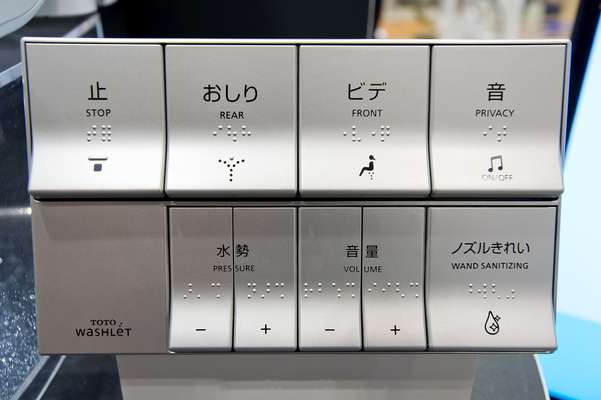 止
STOP
おしり
REAR
ビデ
FRONT
音
PRIVACY
ON/OFF
水勢
PRESSURE
− +
音量
VOLUME
− +
ノズルきれい
WAND SANITIZING
TOTO
WASHLET